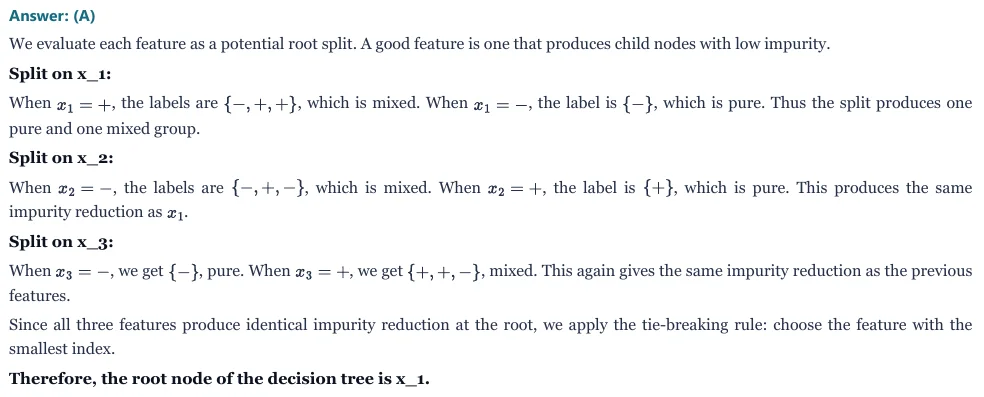 Answer: (A)
We evaluate each feature as a potential root split. A good feature is one that produces child nodes with low impurity.
Split on x_1:
When x₁ = +, the labels are {−, +, +}, which is mixed. When x₁ = −, the label is {−}, which is pure. Thus the split produces one
pure and one mixed group.
Split on x_2:
When x₂ = −, the labels are {−, +, −}, which is mixed. When x₂ = +, the label is {+}, which is pure. This produces the same
impurity reduction as x₁.
Split on x_3:
When x₃ = −, we get {−}, pure. When x₃ = +, we get {+, +, −}, mixed. This again gives the same impurity reduction as the previous
features.
Since all three features produce identical impurity reduction at the root, we apply the tie-breaking rule: choose the feature with the
smallest index.
Therefore, the root node of the decision tree is x_1.